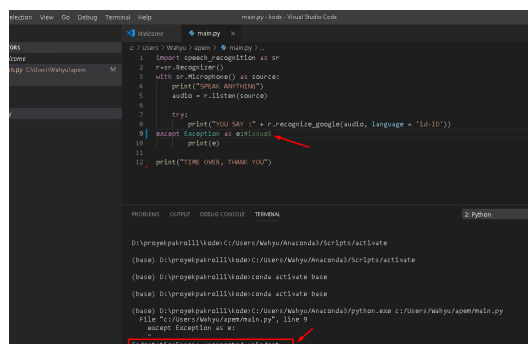 election View Go Debug Terminal Help
main.py - kode - Visual Studio Code
TORS
Welcome
main.py ×
elcome
in.py C:\Users\Wahyu\apem M
c: > Users > Wahyu > apem > main.py > ...
1 import speech_recognition as sr
2 r=sr.Recognizer()
3 with sr.Microphone() as source:
4 print("SPEAK ANYTHING")
5 audio = r.listen(source)
6
7 try:
8 print("YOU SAY :" + r.recognize_google(audio, language = 'id-ID'))
9 except Exception as e:#issues
10 print(e)
11
12 print("TIME OVER, THANK YOU")
PROBLEMS OUTPUT DEBUG CONSOLE TERMINAL
2: Python
D:\proyekpakrolli\kode>C:/Users/Wahyu/Anaconda3/Scripts/activate
(base) D:\proyekpakrolli\kode>C:/Users/Wahyu/Anaconda3/Scripts/activate
(base) D:\proyekpakrolli\kode>conda activate base
(base) D:\proyekpakrolli\kode>conda activate base
(base) D:\proyekpakrolli\kode>C:/Users/Wahyu/Anaconda3/python.exe c:/Users/Wahyu/apem/main.py
File "c:/Users/Wahyu/apem/main.py", line 9
except Exception as e:
^